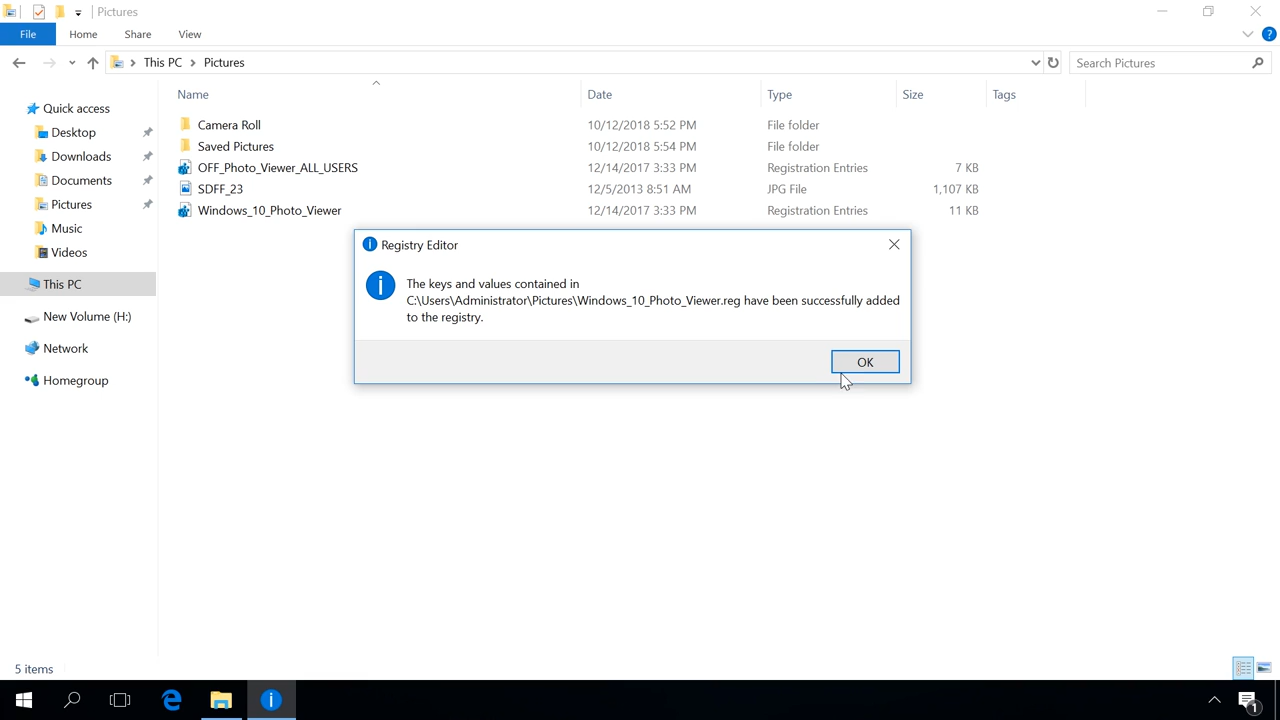 Pictures
File
Home
Share
View
This PC
Pictures
Search Pictures
Name
Date
Type
Size
Tags
Quick access
Desktop
Downloads
Documents
Pictures
Music
Videos
This PC
New Volume (H:)
Network
Homegroup
Camera Roll 10/12/2018 5:52 PM File folder
Saved Pictures 10/12/2018 5:54 PM File folder
OFF_Photo_Viewer_ALL_USERS 12/14/2017 3:33 PM Registration Entries 7 KB
SDFF_23 12/5/2013 8:51 AM JPG File 1,107 KB
Windows_10_Photo_Viewer 12/14/2017 3:33 PM Registration Entries 11 KB
Registry Editor
The keys and values contained in
C:\Users\Administrator\Pictures\Windows_10_Photo_Viewer.reg have been successfully added
to the registry.
OK
5 items
1